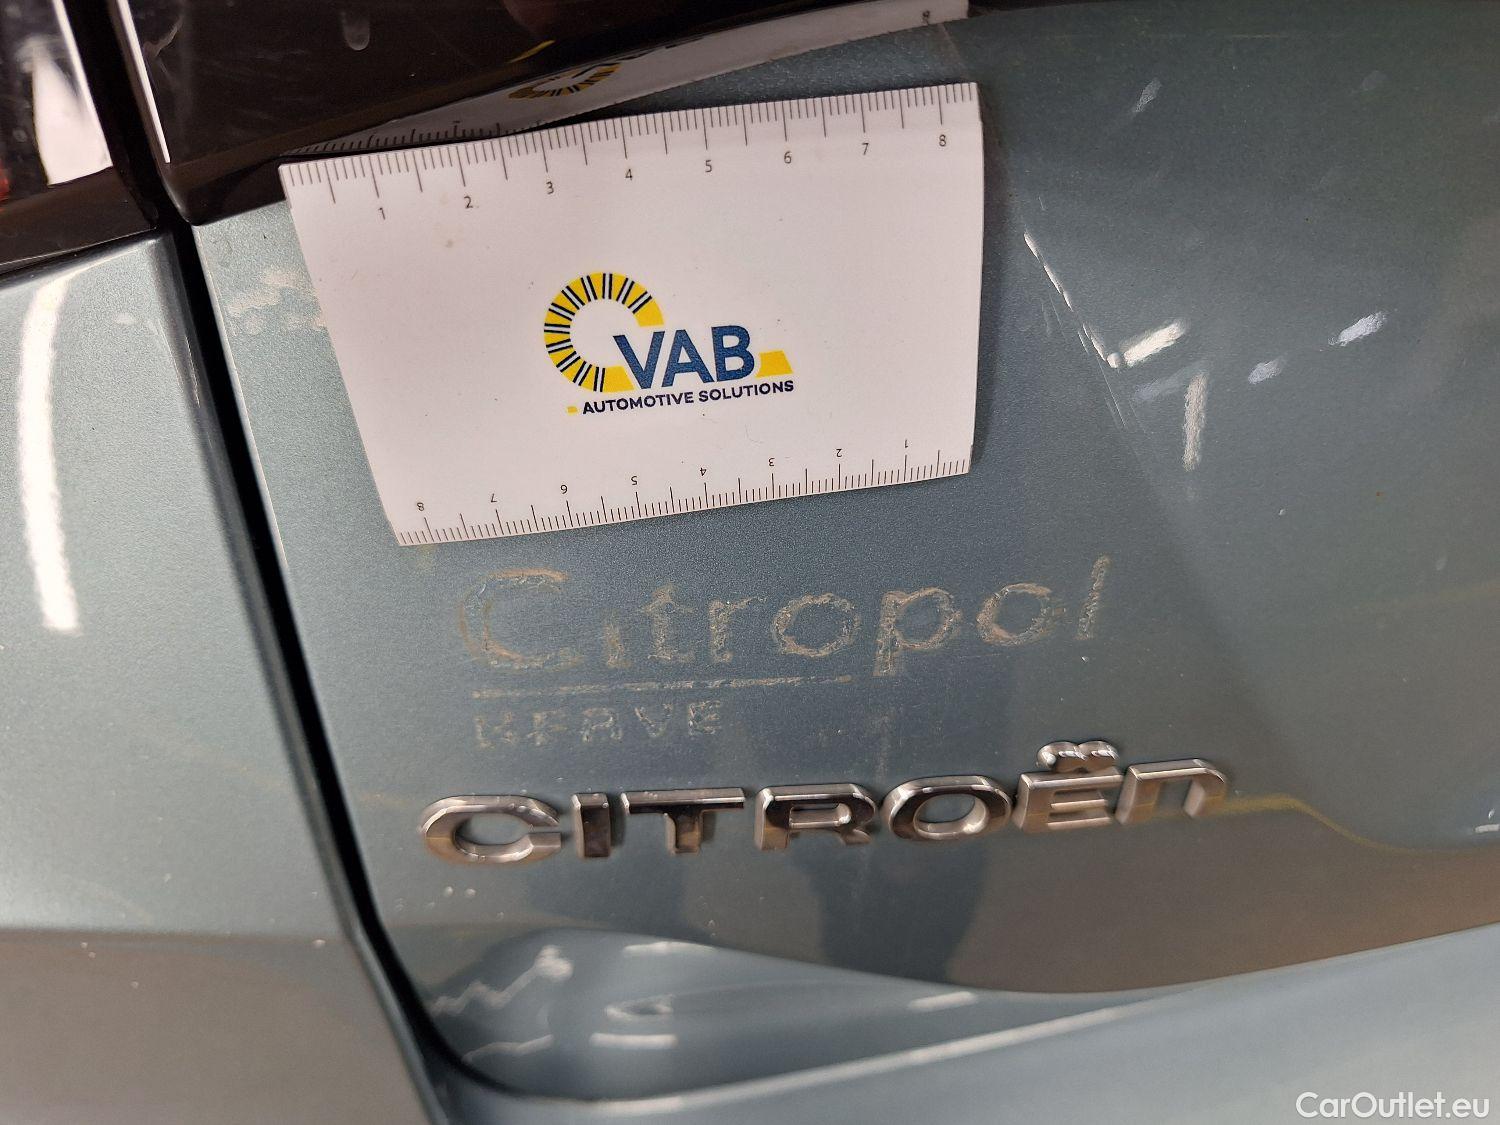 1 2 3 4 5 6 7 8
VAB
AUTOMOTIVE SOLUTIONS
8 7 6 5 4 3 2 1
Citropol
CITROËN
CarOutlet.eu